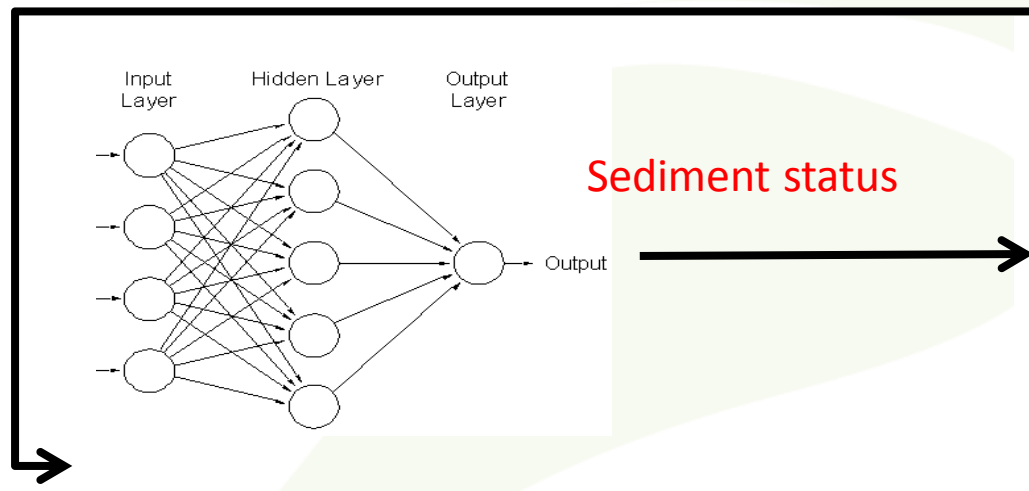 Input
Layer
Hidden Layer
Output
Layer
Sediment status
Output